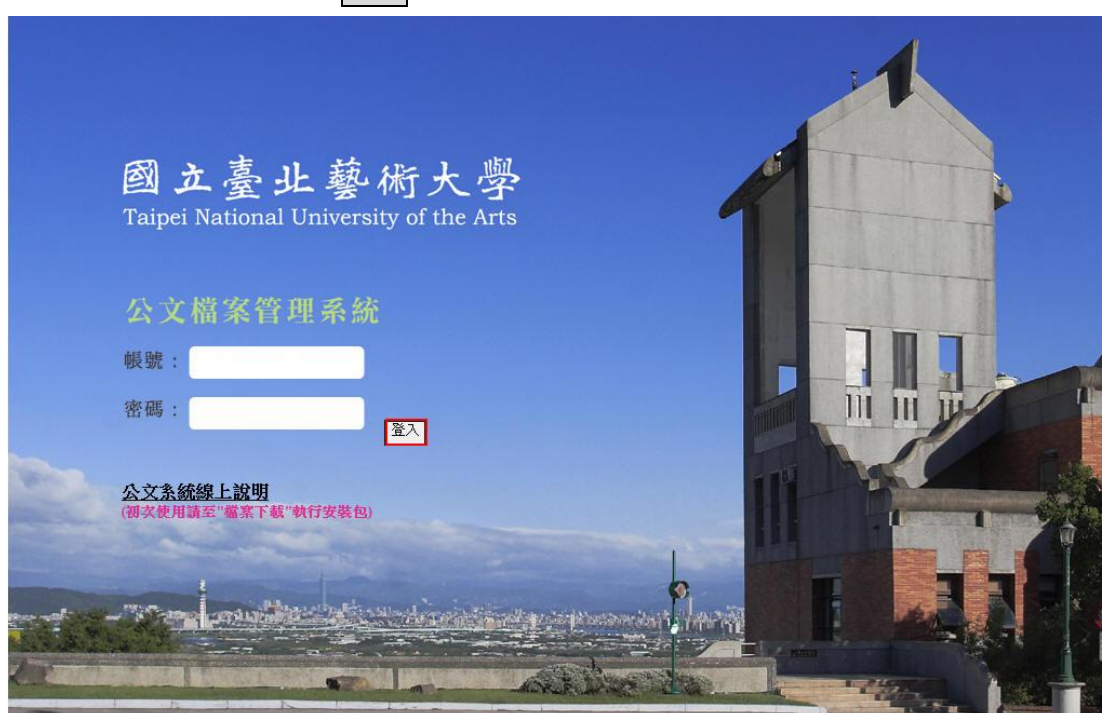 國立臺北藝術大學
Taipei National University of the Arts
公文檔案管理系統
帳號：
密碼：
登入
公文系統線上說明
(初次使用請至"檔案下載"執行安裝包)